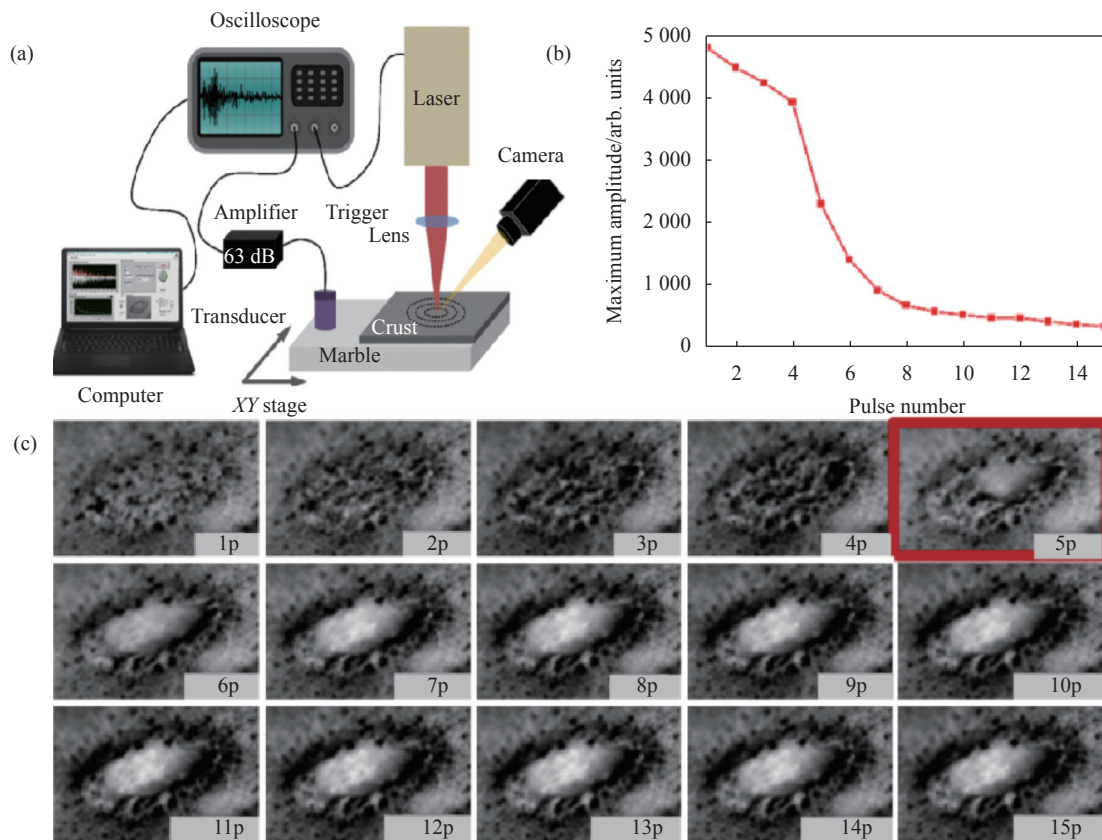 (a)
Oscilloscope
Laser
Camera
Amplifier
63 dB
Trigger
Lens
Transducer
Crust
Marble
Computer
XY stage
(b)
Maximum amplitude/arb. units
5 000
4 000
3 000
2 000
1 000
0
2 4 6 8 10 12 14
Pulse number
(c)
1p 2p 3p 4p 5p
6p 7p 8p 9p 10p
11p 12p 13p 14p 15p